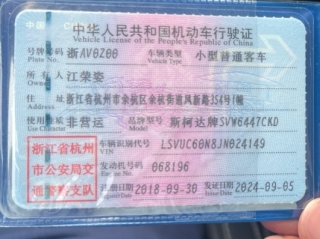 中华人民共和国机动车行驶证
Vehicle License of the People's Republic of China
号牌号码 浙AV0Z00 车辆类型 小型普通客车
Plate No. Vehicle Type
所有人 江荣姿
Owner
住址 浙江省杭州市余杭区余杭街道凤新路354号1幢
Address
使用性质 非营运 品牌型号 斯柯达牌SVW6447CKD
Use Character Model
浙江省杭州市公安局交通警察支队
车辆识别代号 LSVUC60N8JN024149
VIN
发动机号码 068196
Engine No.
注册日期 2018-09-30 发证日期 2024-09-05
Register Date Issue Date